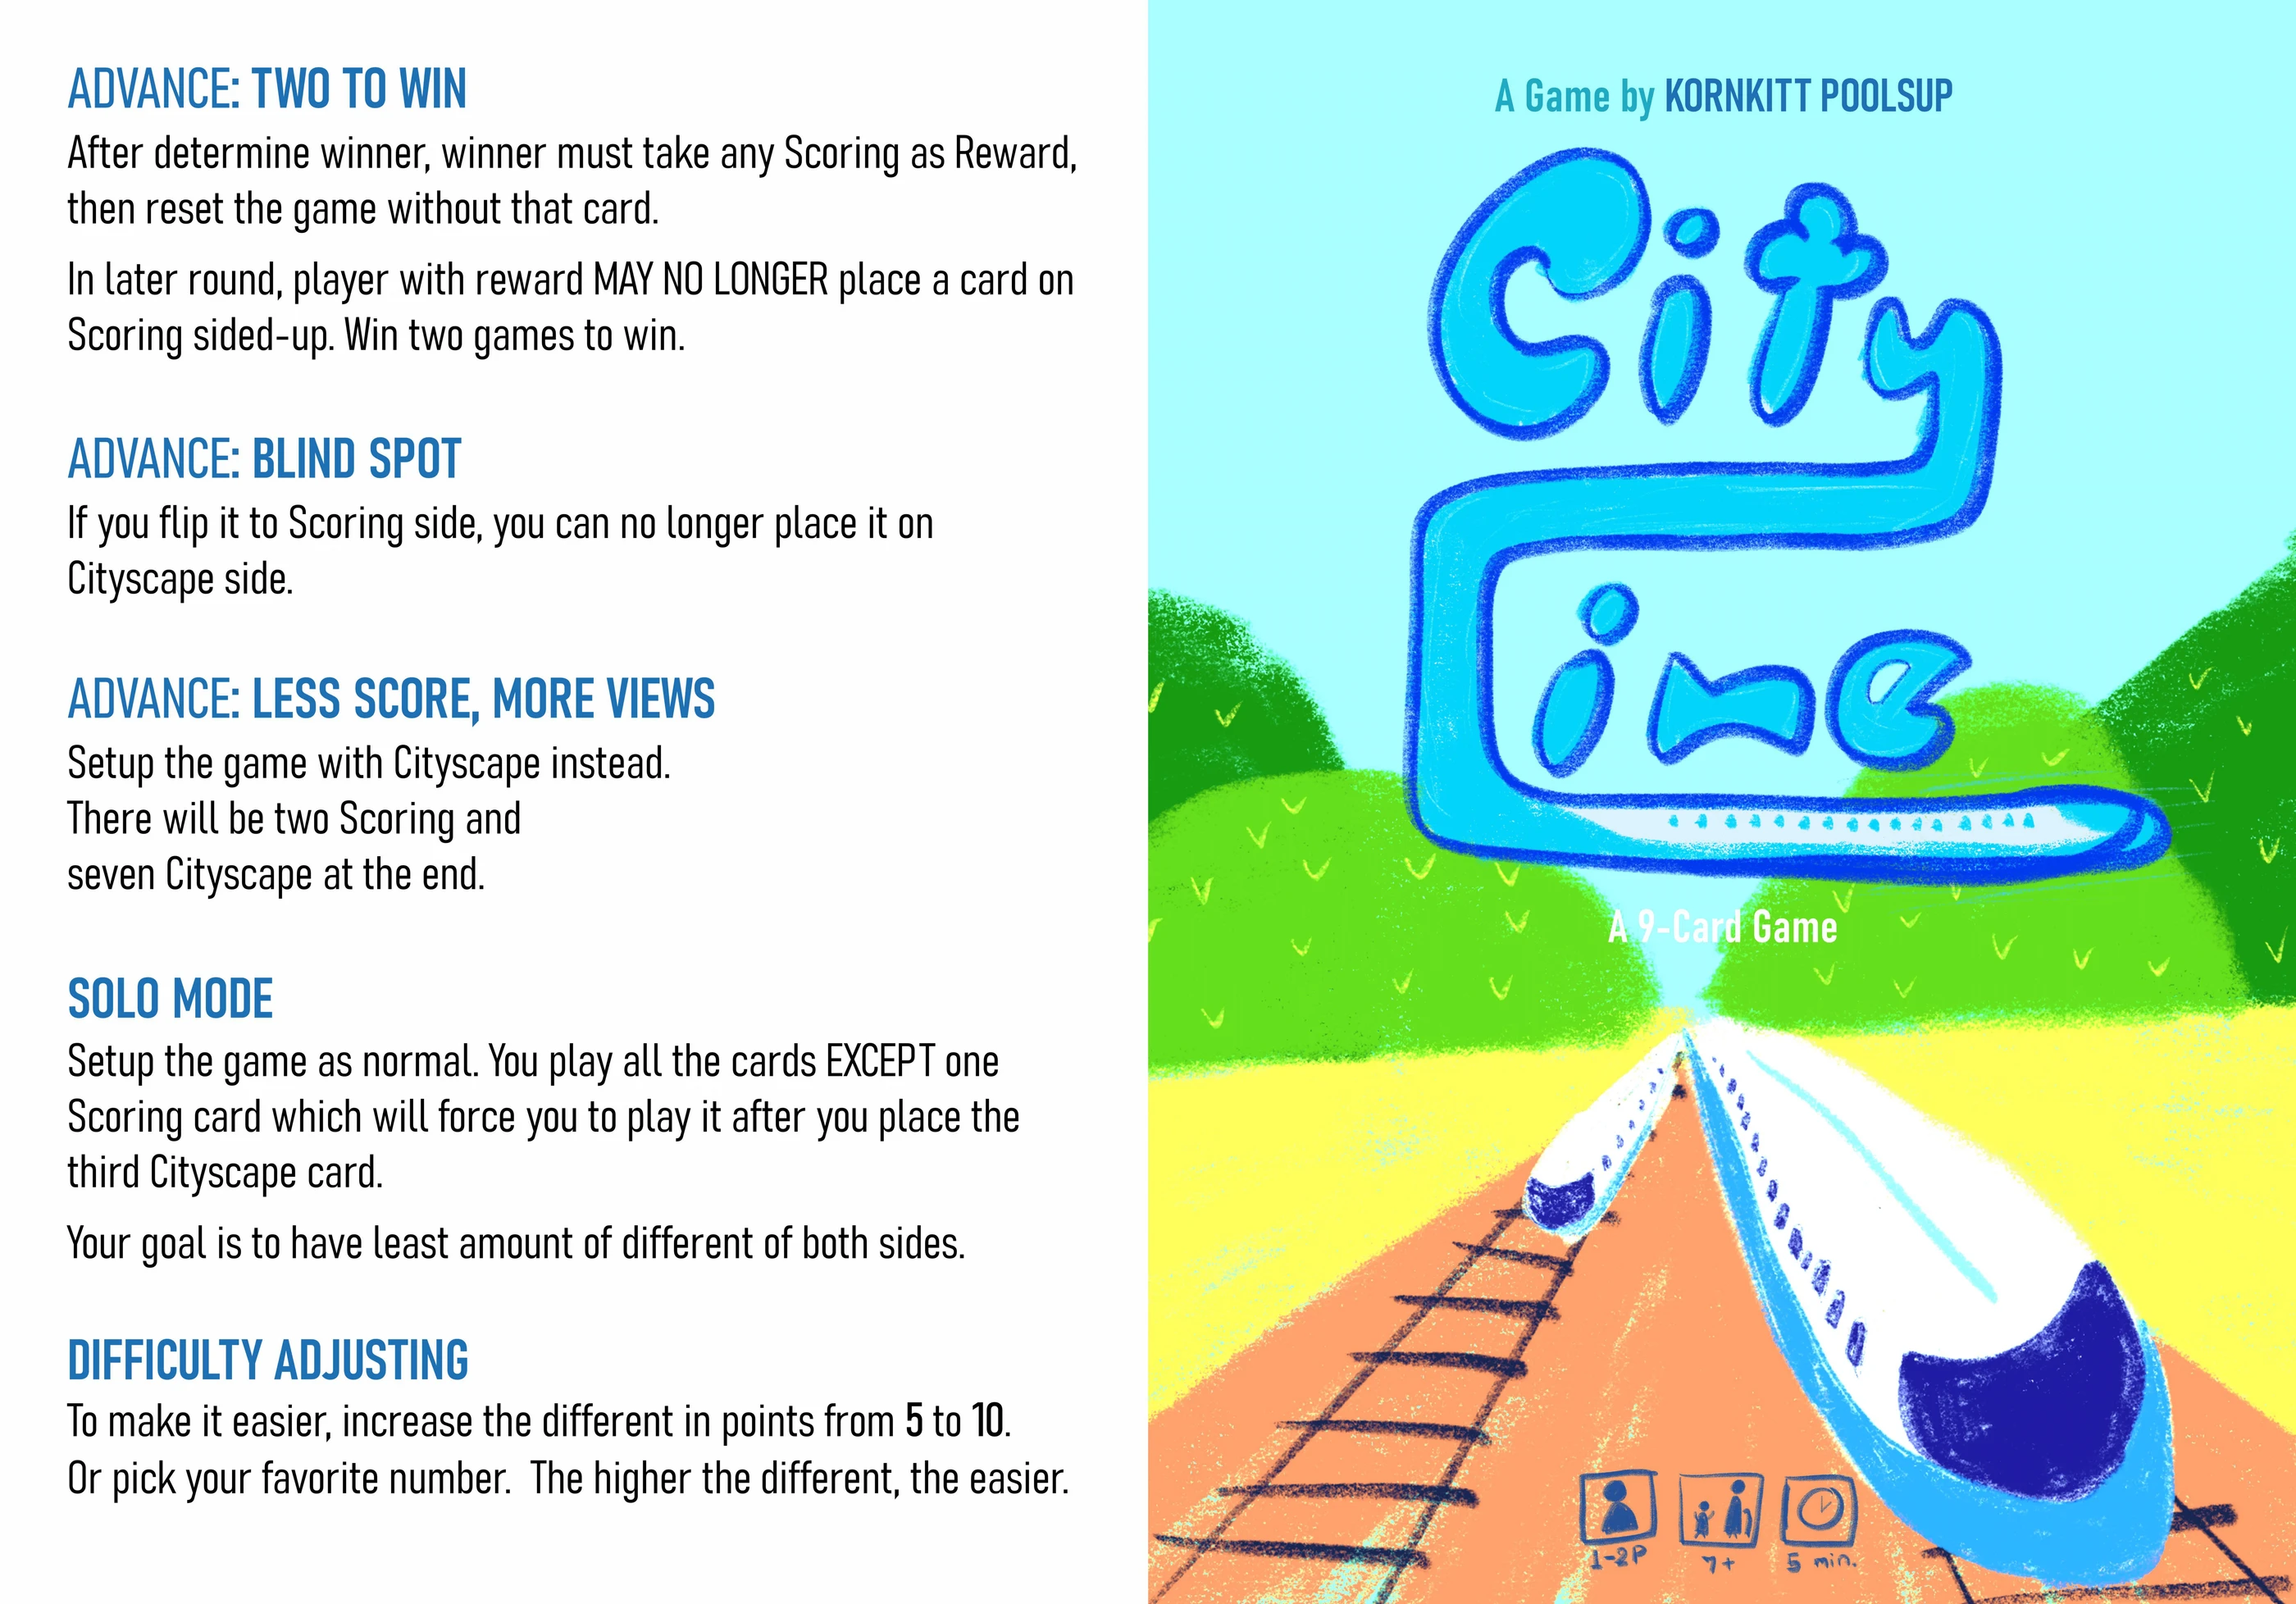 ADVANCE: TWO TO WIN
After determine winner, winner must take any Scoring as Reward,
then reset the game without that card.
In later round, player with reward MAY NO LONGER place a card on
Scoring sided-up. Win two games to win.
ADVANCE: BLIND SPOT
If you flip it to Scoring side, you can no longer place it on
Cityscape side.
ADVANCE: LESS SCORE, MORE VIEWS
Setup the game with Cityscape instead.
There will be two Scoring and
seven Cityscape at the end.
SOLO MODE
Setup the game as normal. You play all the cards EXCEPT one
Scoring card which will force you to play it after you place the
third Cityscape card.
Your goal is to have least amount of different of both sides.
DIFFICULTY ADJUSTING
To make it easier, increase the different in points from 5 to 10.
Or pick your favorite number. The higher the different, the easier.
A Game by KORNKITT POOLSUP
City
Line
A 9-Card Game
1-2P 7+ 5 min.